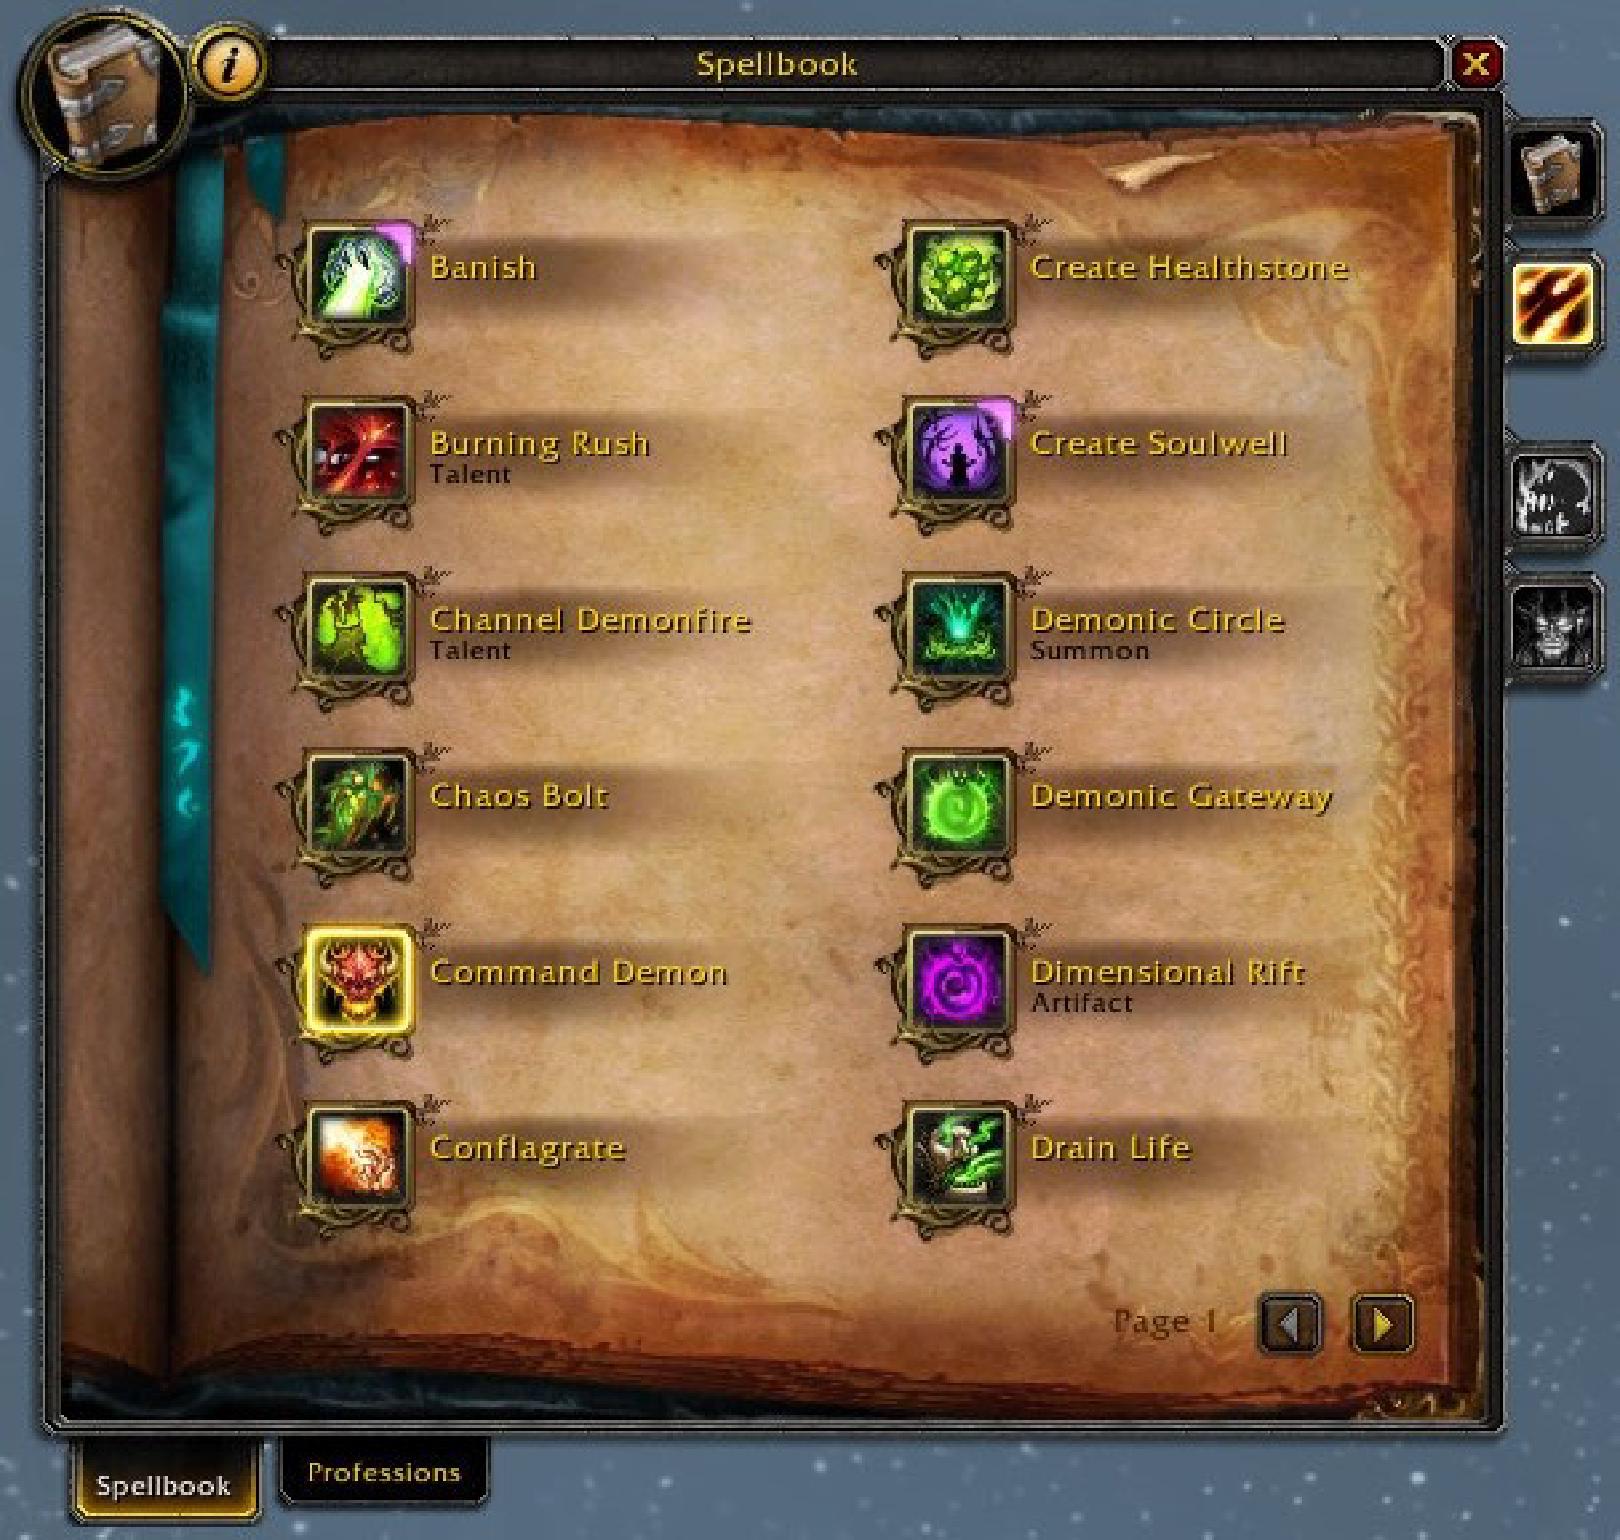 Spellbook
Banish
Create Healthstone
Burning Rush
Talent
Create Soulwell
Channel Demonfire
Talent
Demonic Circle
Summon
Chaos Bolt
Demonic Gateway
Command Demon
Dimensional Rift
Artifact
Conflagrate
Drain Life
Page 1
Spellbook
Professions